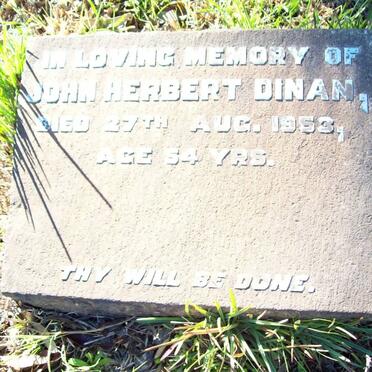 IN LOVING MEMORY OF
JOHN HERBERT DINAN,
DIED 27TH AUG. 1953,
AGE 54 YRS.
THY WILL BE DONE.